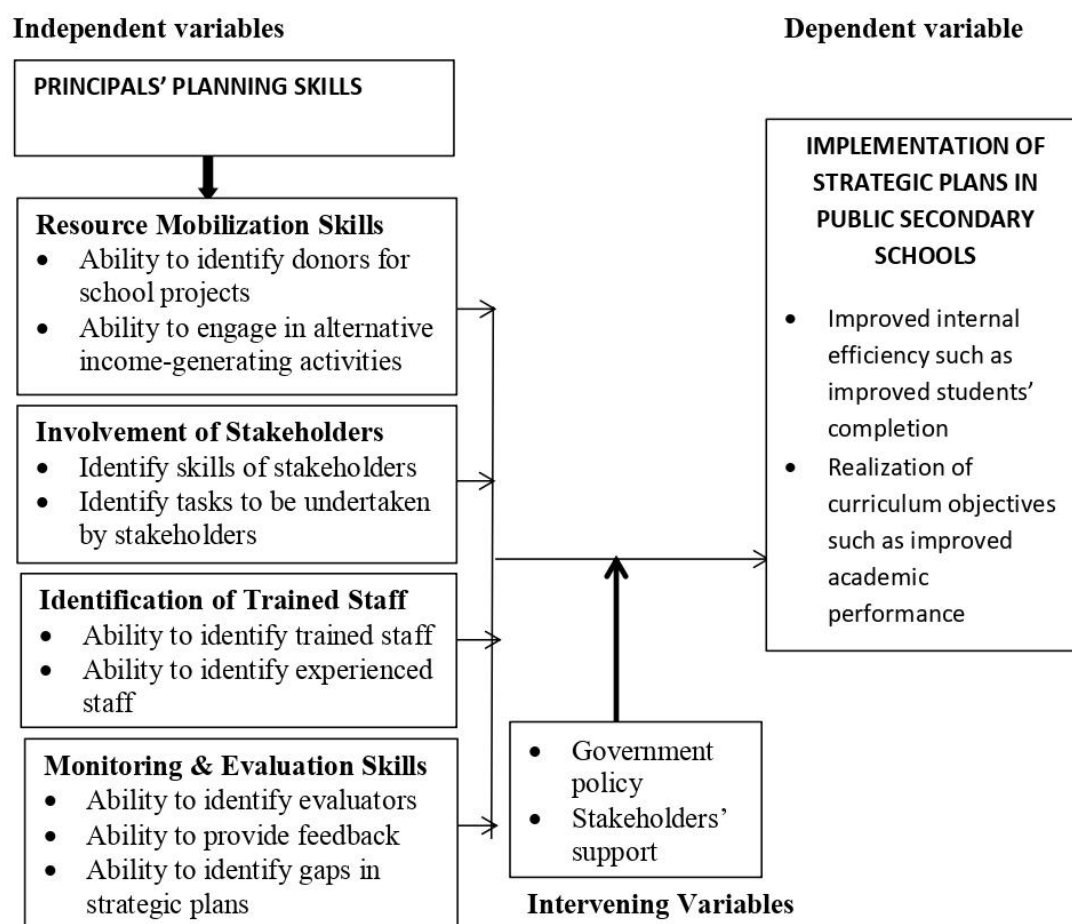 Independent variables
Dependent variable
PRINCIPALS’ PLANNING SKILLS
Resource Mobilization Skills
• Ability to identify donors for
school projects
• Ability to engage in alternative
income-generating activities
Involvement of Stakeholders
• Identify skills of stakeholders
• Identify tasks to be undertaken
by stakeholders
Identification of Trained Staff
• Ability to identify trained staff
• Ability to identify experienced
staff
Monitoring & Evaluation Skills
• Ability to identify evaluators
• Ability to provide feedback
• Ability to identify gaps in
strategic plans
• Government
policy
• Stakeholders’
support
Intervening Variables
IMPLEMENTATION OF
STRATEGIC PLANS IN
PUBLIC SECONDARY
SCHOOLS
• Improved internal
efficiency such as
improved students’
completion
• Realization of
curriculum objectives
such as improved
academic
performance